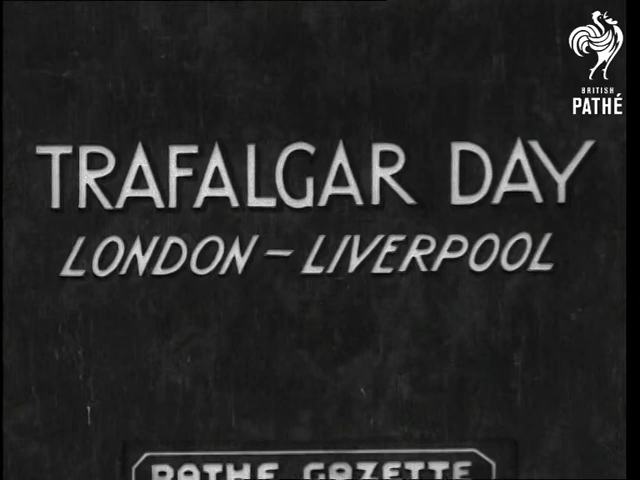 BRITISH
PATHÉ
TRAFALGAR DAY
LONDON – LIVERPOOL
PATHE GAZETTE